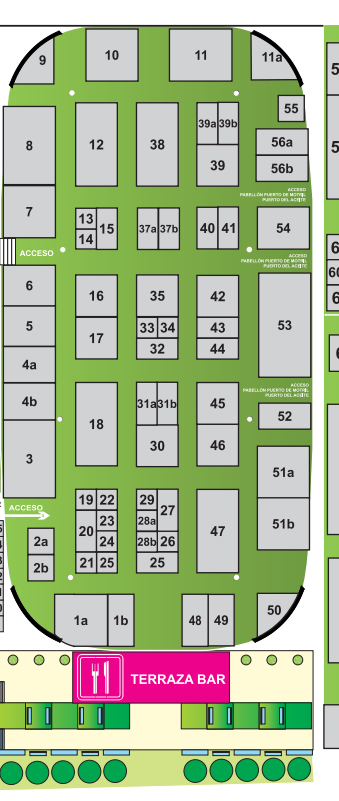 9 10 11 11a
55
8 12 38 39a 39b 56a
39 56b
ACCESO
PABELLÓN PUERTO DE MOTRIL
PUERTO DEL ACEITE
7 13 15 37a 37b 40 41 54
14
ACCESO
ACCESO
PABELLÓN PUERTO DE MOTRIL
PUERTO DEL ACEITE
6 16 35 42
53
5 17 33 34 43
32 44
4a
ACCESO
PABELLÓN PUERTO DE MOTRIL
PUERTO DEL ACEITE
4b 18 31a 31b 45 52
3 30 46
51a
19 22 29 27 47
ACCESO
20 23 28a 51b
2a 24 28b 26
2b 21 25 25
1a 1b 48 49 50
TERRAZA BAR